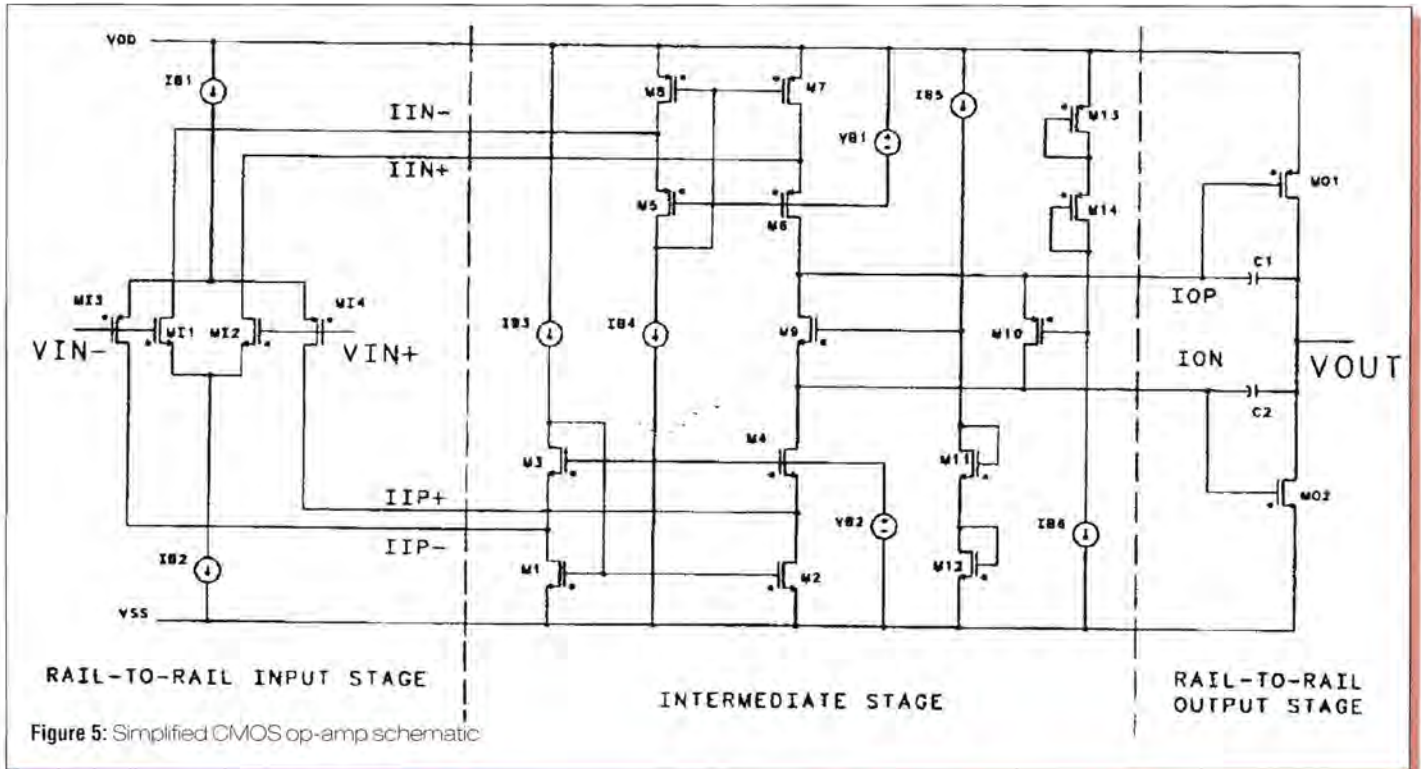 VDD
IB1
M8
M7
IB5
M13
IIN-
VB1
IIN+
M5
M6
M14
MO1
C1
IOP
MI3
MI1
MI2
MI4
IB3
IB4
M9
M10
VIN-
VIN+
ION
VOUT
C2
M3
M4
M11
IIP+
MO2
IIP-
VB2
IB6
IB2
M1
M2
M12
VSS
RAIL-TO-RAIL INPUT STAGE
INTERMEDIATE STAGE
RAIL-TO-RAIL
OUTPUT STAGE
Figure 5: Simplified CMOS op-amp schematic